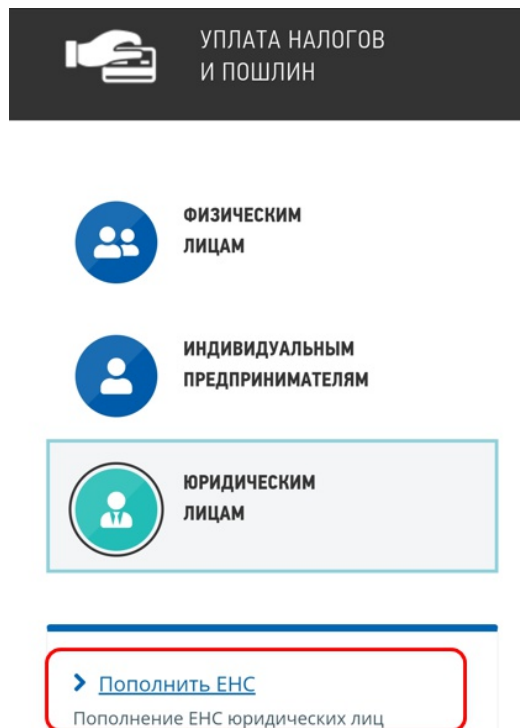 УПЛАТА НАЛОГОВ
И ПОШЛИН
ФИЗИЧЕСКИМ
ЛИЦАМ
ИНДИВИДУАЛЬНЫМ
ПРЕДПРИНИМАТЕЛЯМ
ЮРИДИЧЕСКИМ
ЛИЦАМ
Пополнить ЕНС
Пополнение ЕНС юридических лиц